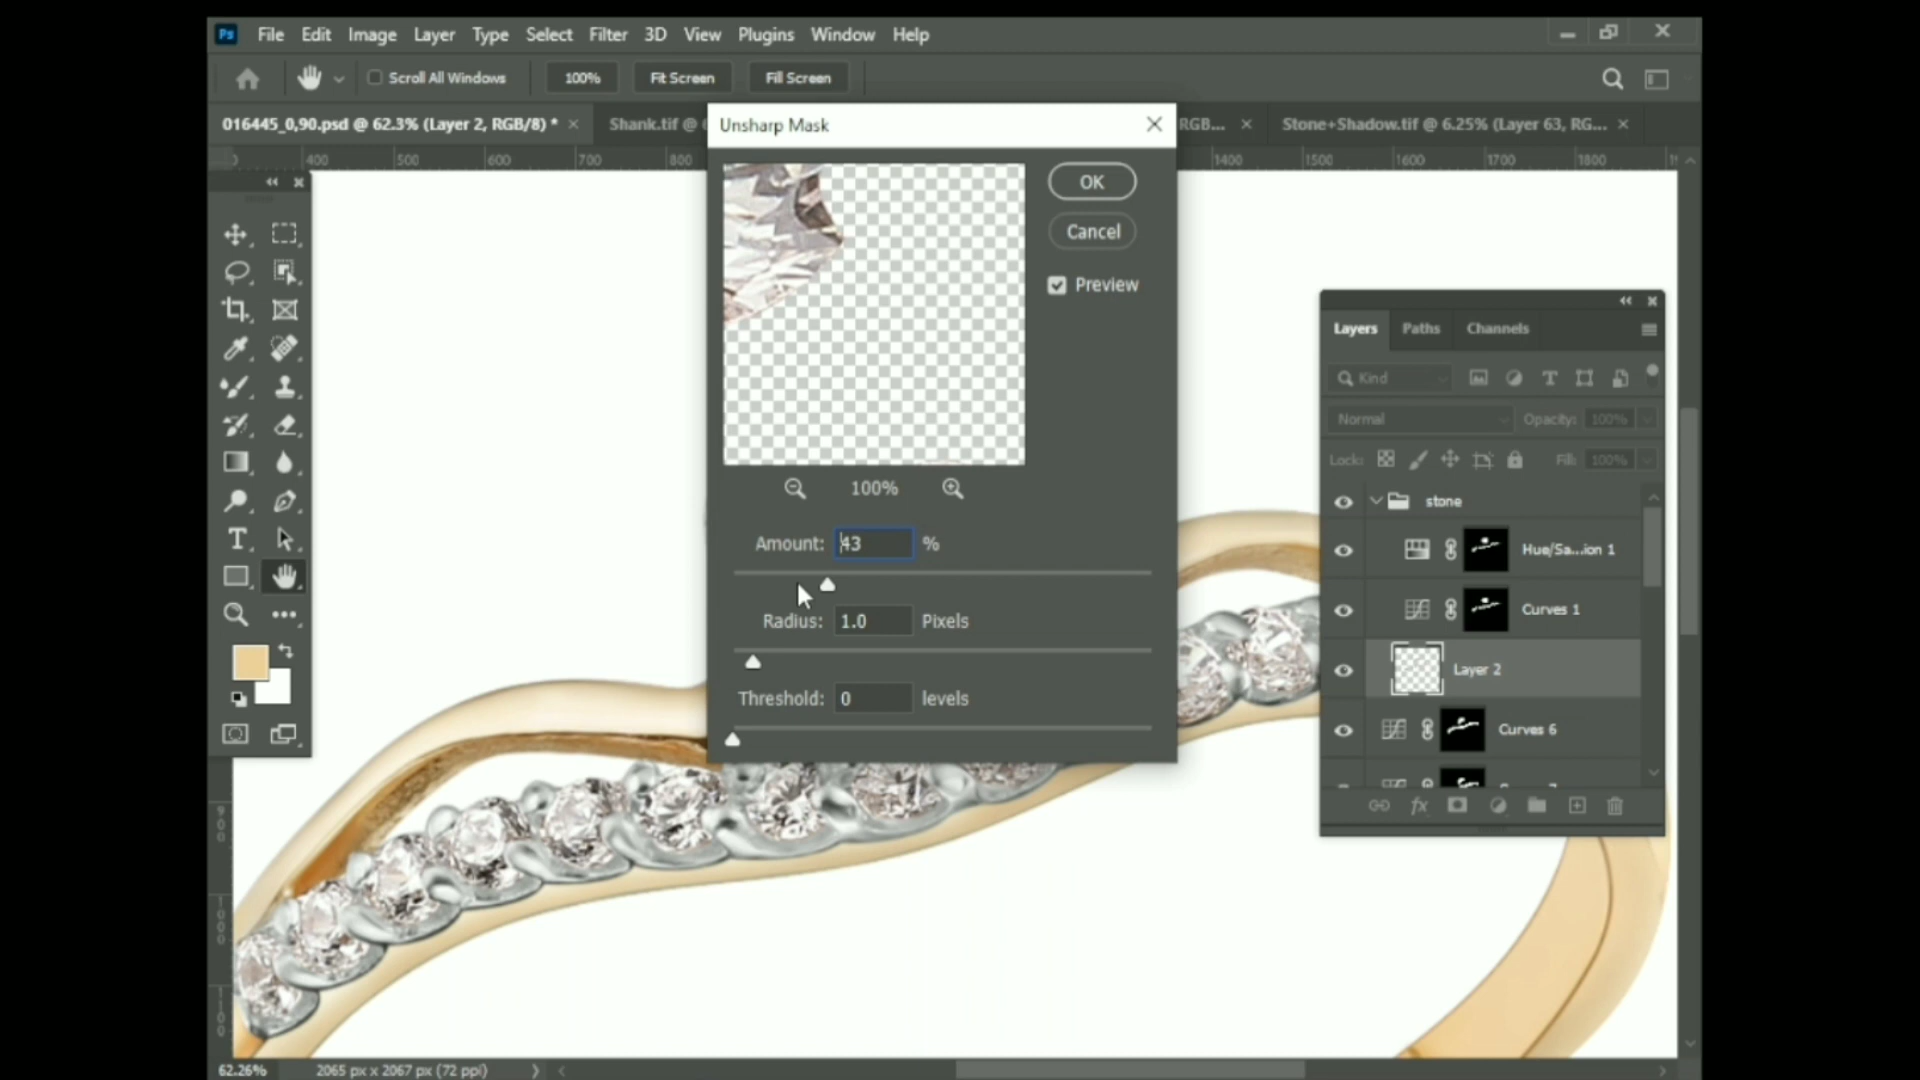 Ps File Edit Image Layer Type Select Filter 3D View Plugins Window Help
Scroll All Windows 100% Fit Screen Fill Screen
016445_0,90.psd @ 62.3% (Layer 2, RGB/8) * × Shank.tif @ RGB... × Stone+Shadow.tif @ 6.25% (Layer 63, RG... ×
400 500 600 700 800 1400 1500 1600 1700 1800
Unsharp Mask
OK
Cancel
Preview
100%
Amount: 43 %
Radius: 1.0 Pixels
Threshold: 0 levels
Layers Paths Channels
Kind
Normal Opacity: 100%
Lock: Fill: 100%
stone
Hue/Sa...ion 1
Curves 1
Layer 2
Curves 6
fx
900
1000
1100
62.26% 2065 px x 2067 px (72 ppi)